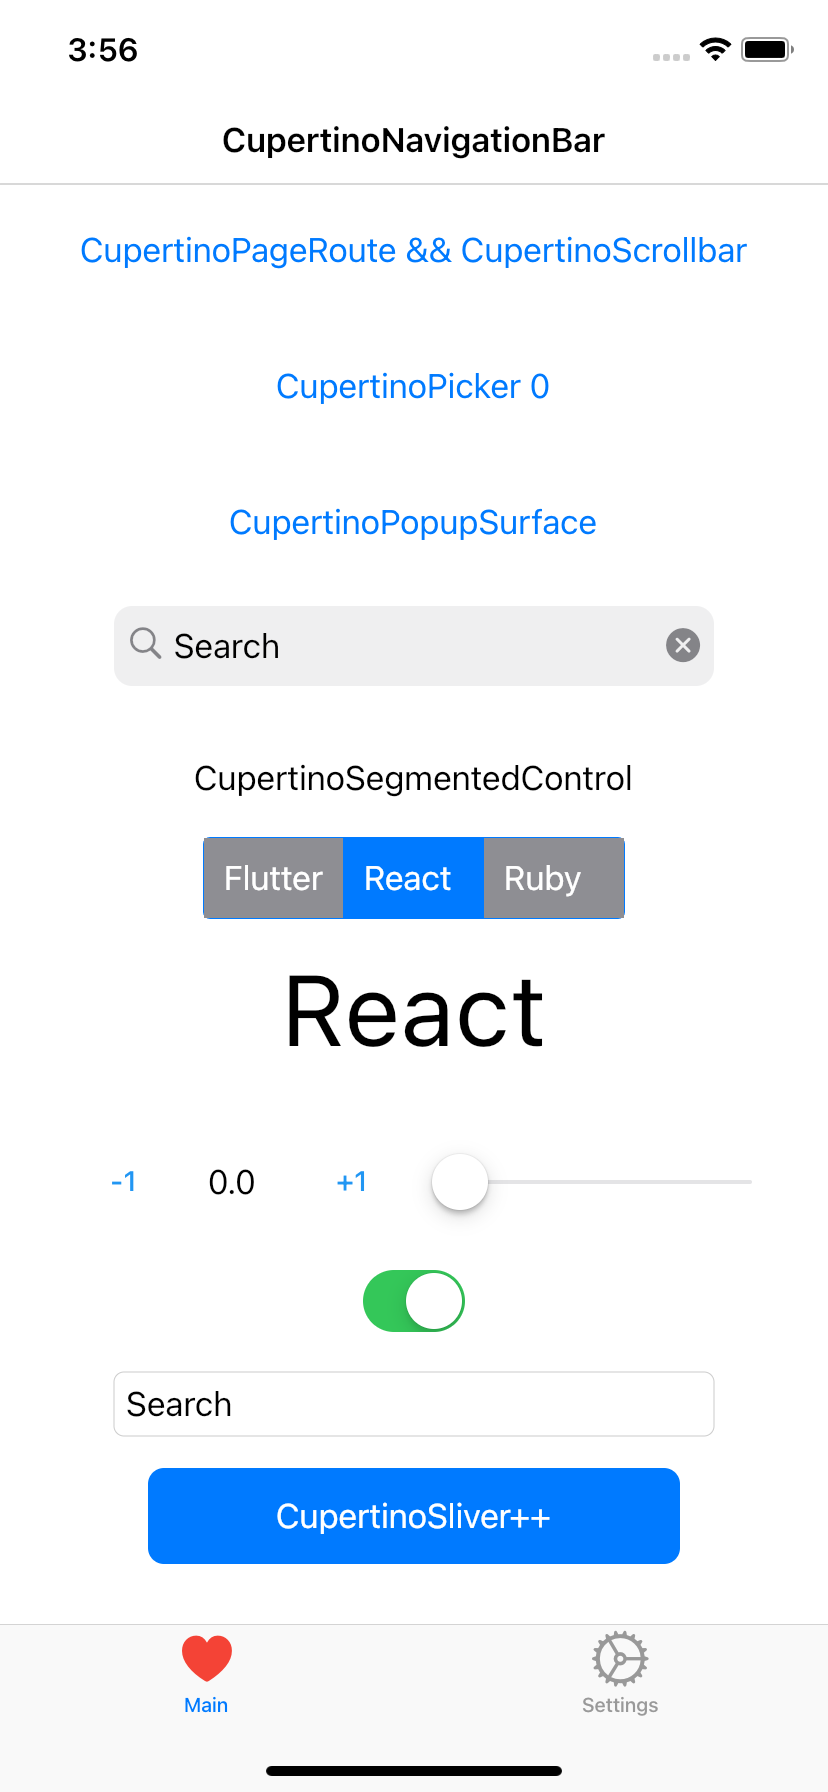 3:56
CupertinoNavigationBar
CupertinoPageRoute && CupertinoScrollbar
CupertinoPicker 0
CupertinoPopupSurface
Search
CupertinoSegmentedControl
Flutter React Ruby
React
-1 0.0 +1
Search
CupertinoSliver++
Main Settings